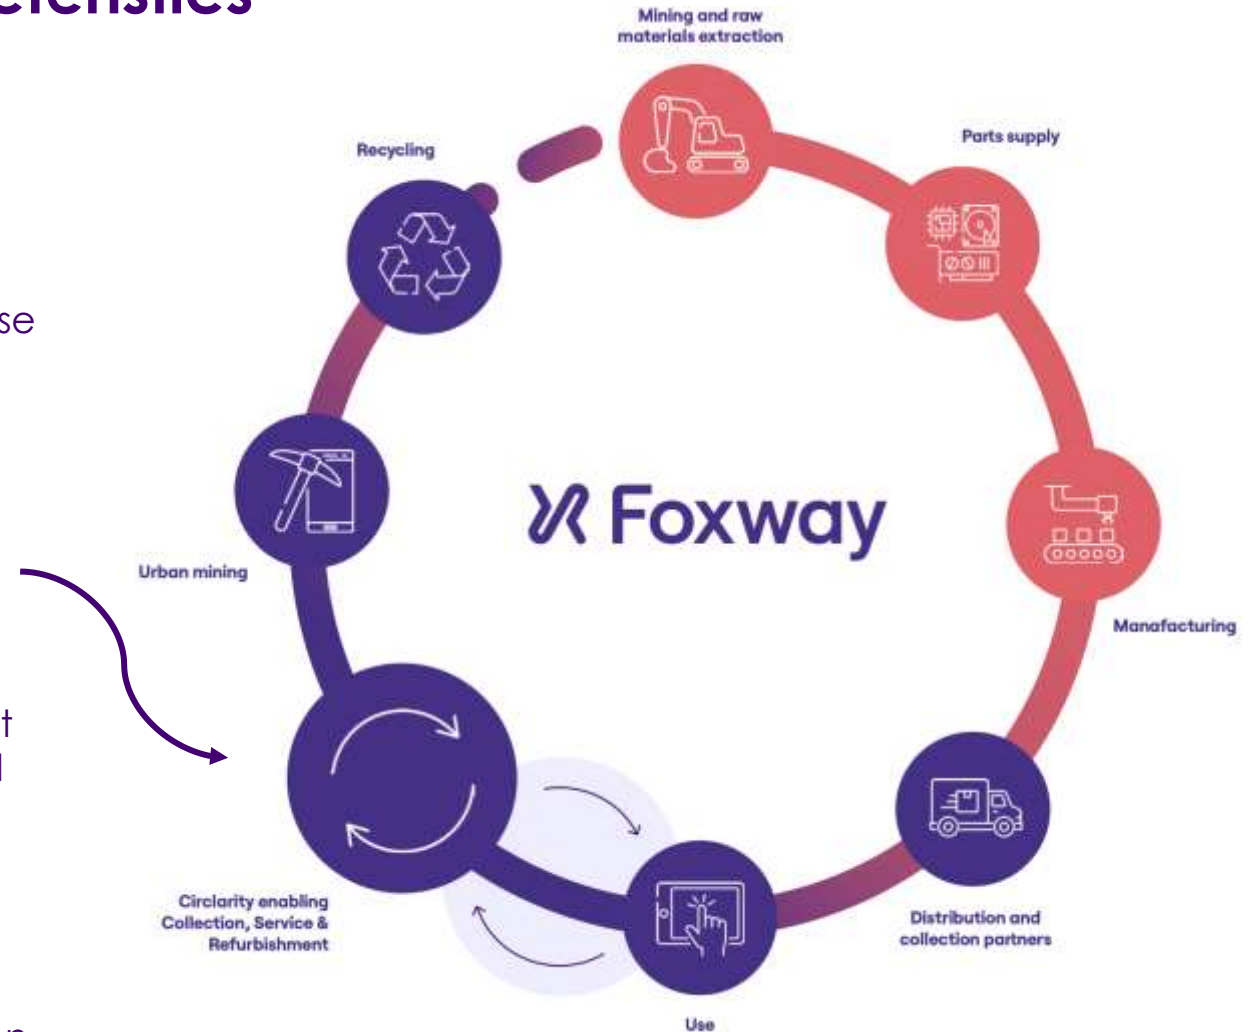 Mining and raw
materials extraction
Parts supply
Recycling
se
Foxway
Urban mining
Manafacturing
t
Circlarity enabling
Collection, Service &
Refurbishment
Distribution and
collection partners
Use